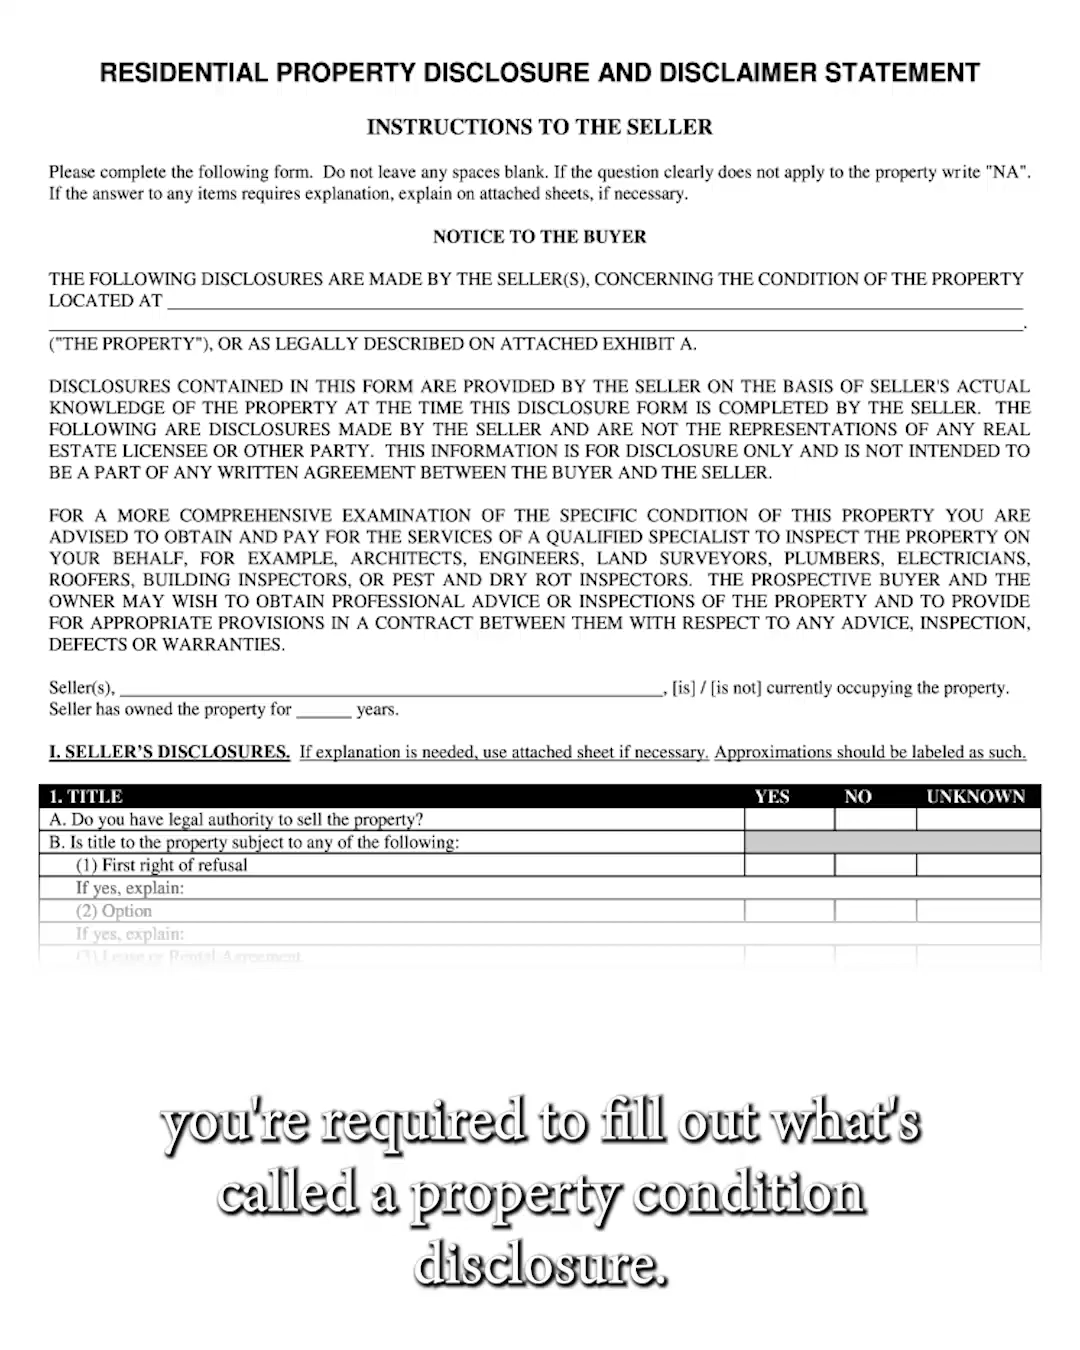 RESIDENTIAL PROPERTY DISCLOSURE AND DISCLAIMER STATEMENT
INSTRUCTIONS TO THE SELLER
Please complete the following form. Do not leave any spaces blank. If the question clearly does not apply to the property write "NA".
If the answer to any items requires explanation, explain on attached sheets, if necessary.
NOTICE TO THE BUYER
THE FOLLOWING DISCLOSURES ARE MADE BY THE SELLER(S), CONCERNING THE CONDITION OF THE PROPERTY
LOCATED AT ____
____.
("THE PROPERTY"), OR AS LEGALLY DESCRIBED ON ATTACHED EXHIBIT A.
DISCLOSURES CONTAINED IN THIS FORM ARE PROVIDED BY THE SELLER ON THE BASIS OF SELLER'S ACTUAL
KNOWLEDGE OF THE PROPERTY AT THE TIME THIS DISCLOSURE FORM IS COMPLETED BY THE SELLER. THE
FOLLOWING ARE DISCLOSURES MADE BY THE SELLER AND ARE NOT THE REPRESENTATIONS OF ANY REAL
ESTATE LICENSEE OR OTHER PARTY. THIS INFORMATION IS FOR DISCLOSURE ONLY AND IS NOT INTENDED TO
BE A PART OF ANY WRITTEN AGREEMENT BETWEEN THE BUYER AND THE SELLER.
FOR A MORE COMPREHENSIVE EXAMINATION OF THE SPECIFIC CONDITION OF THIS PROPERTY YOU ARE
ADVISED TO OBTAIN AND PAY FOR THE SERVICES OF A QUALIFIED SPECIALIST TO INSPECT THE PROPERTY ON
YOUR BEHALF, FOR EXAMPLE, ARCHITECTS, ENGINEERS, LAND SURVEYORS, PLUMBERS, ELECTRICIANS,
ROOFERS, BUILDING INSPECTORS, OR PEST AND DRY ROT INSPECTORS. THE PROSPECTIVE BUYER AND THE
OWNER MAY WISH TO OBTAIN PROFESSIONAL ADVICE OR INSPECTIONS OF THE PROPERTY AND TO PROVIDE
FOR APPROPRIATE PROVISIONS IN A CONTRACT BETWEEN THEM WITH RESPECT TO ANY ADVICE, INSPECTION,
DEFECTS OR WARRANTIES.
Seller(s), ____, [is] / [is not] currently occupying the property.
Seller has owned the property for ____ years.
I. SELLER'S DISCLOSURES. If explanation is needed, use attached sheet if necessary. Approximations should be labeled as such.
1. TITLE YES NO UNKNOWN
A. Do you have legal authority to sell the property?
B. Is title to the property subject to any of the following:
(1) First right of refusal
If yes, explain:
(2) Option
If yes, explain:
(3) Lease or Rental Agreement
you're required to fill out what's
called a property condition
disclosure.